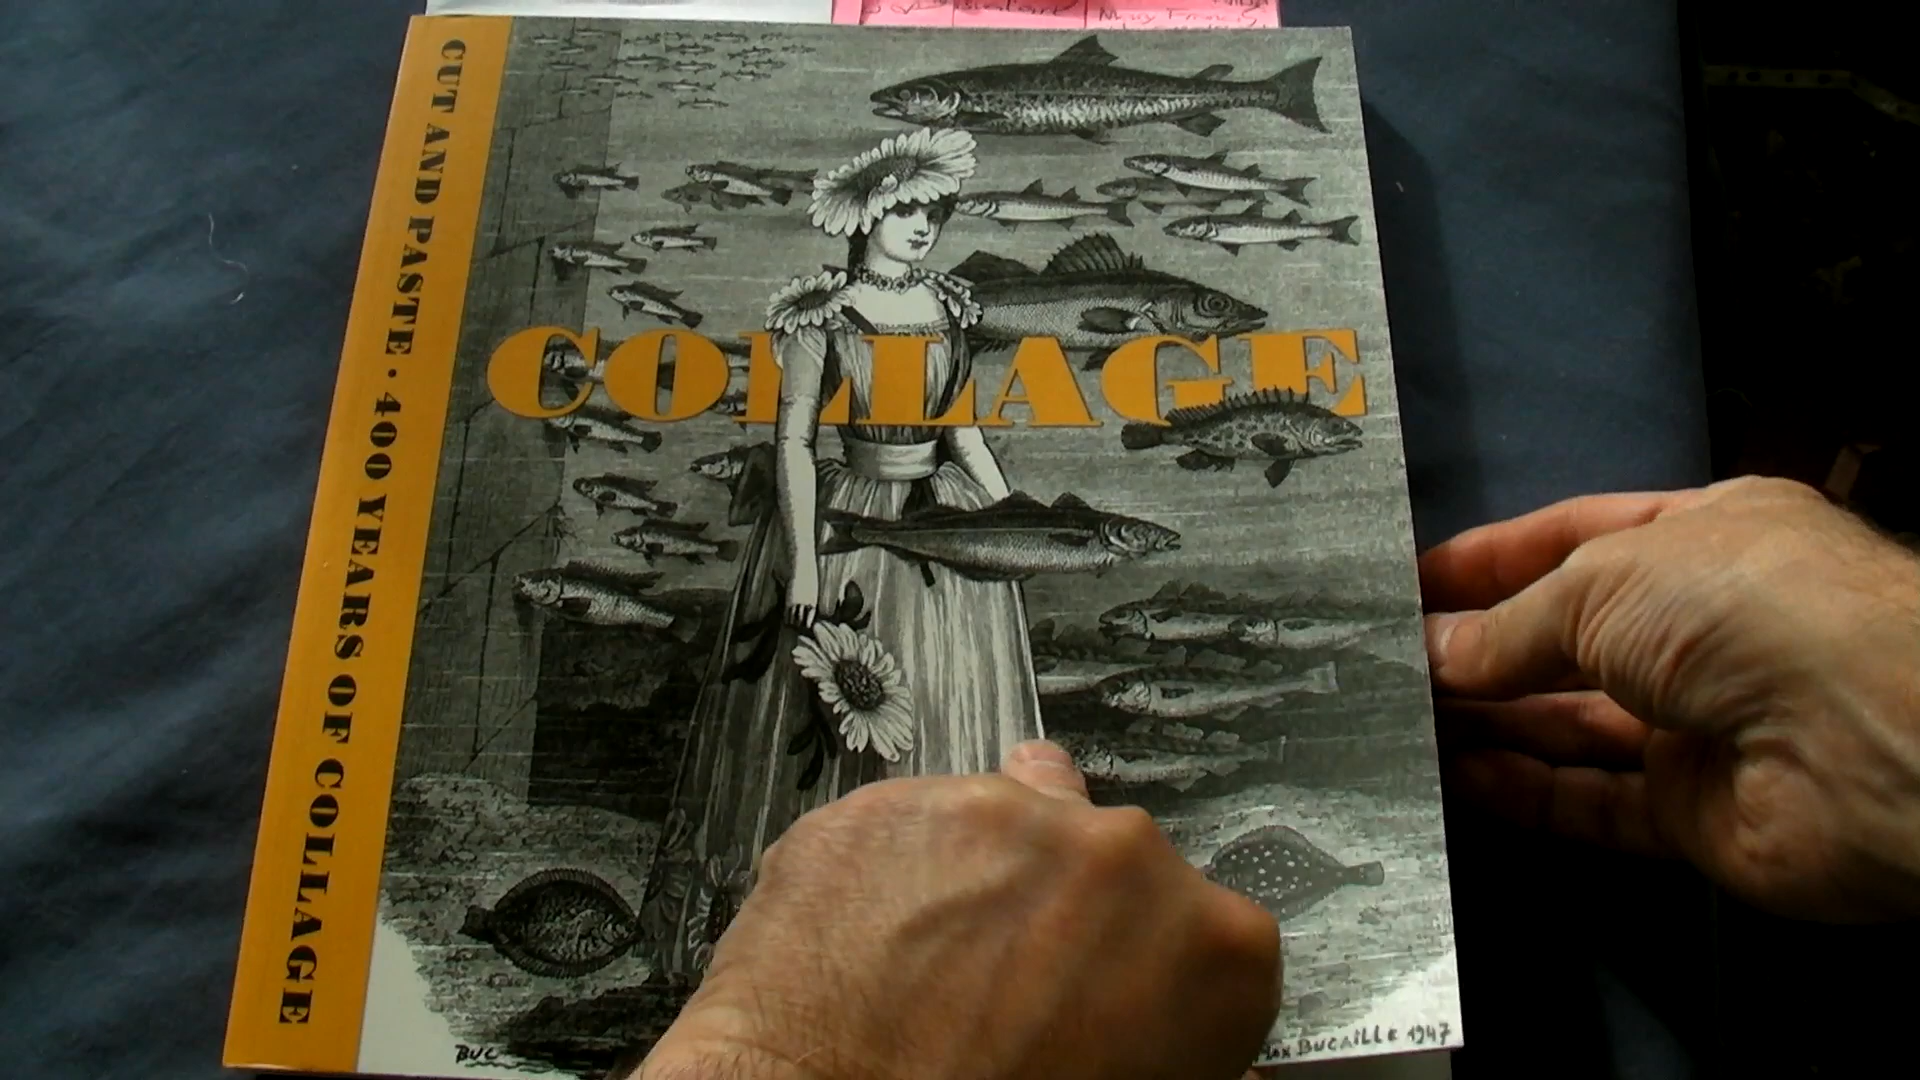 CUT AND PASTE · 400 YEARS OF COLLAGE
COLLAGE
BUC
MAX BUCAILLE 1947